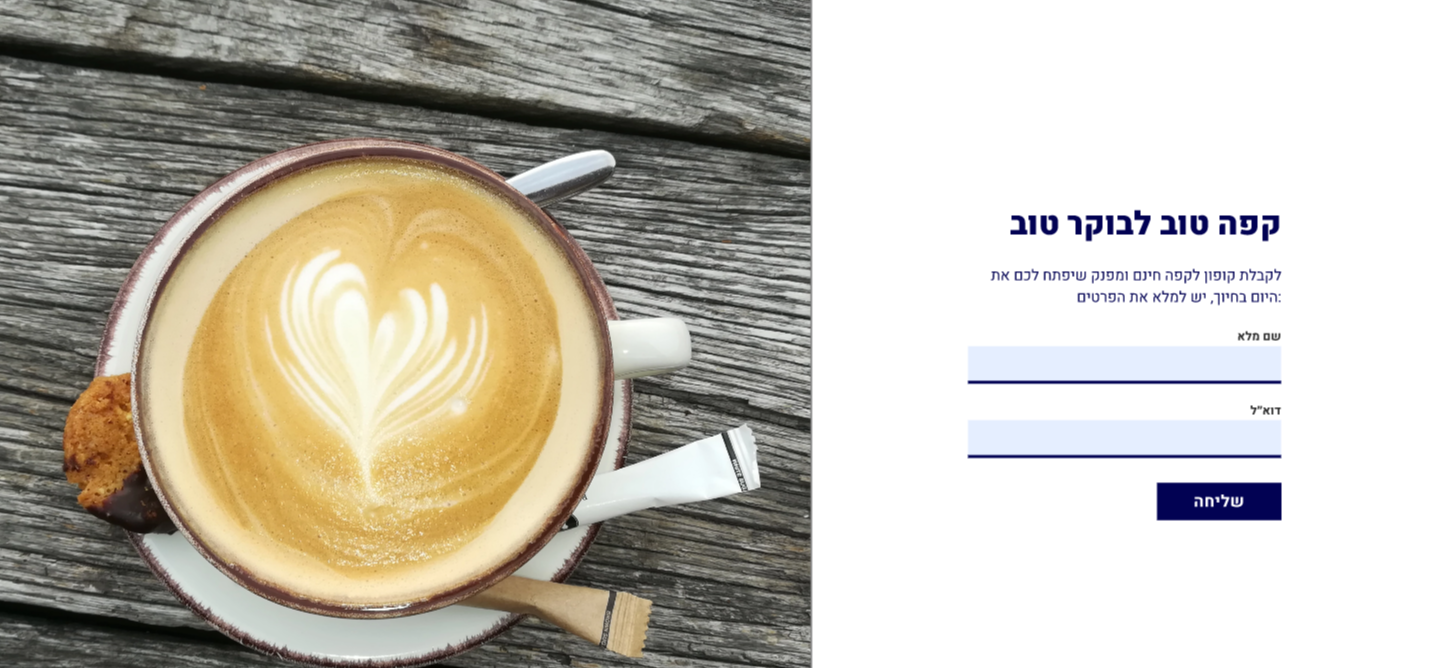 קפה טוב לבוקר טוב
לקבלת קופון לקפה חינם ומפנק שיפתח לכם את
:היום בחיוך, יש למלא את הפרטים
שם מלא
דוא״ל
שליחה